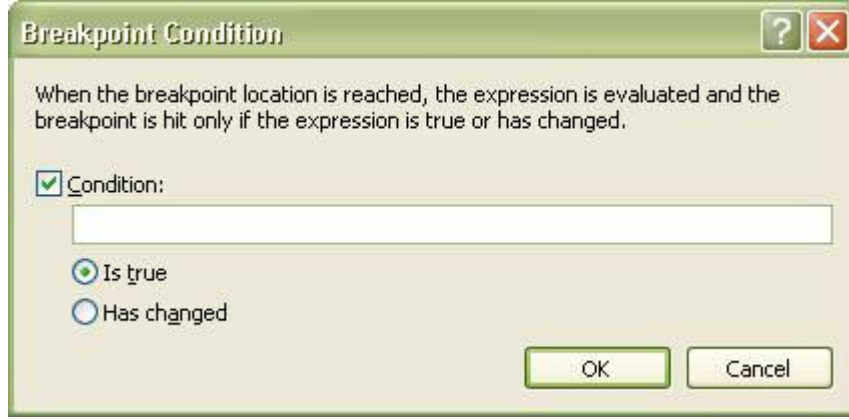 Breakpoint Condition
When the breakpoint location is reached, the expression is evaluated and the
breakpoint is hit only if the expression is true or has changed.
Condition:
Is true
Has changed
OK Cancel